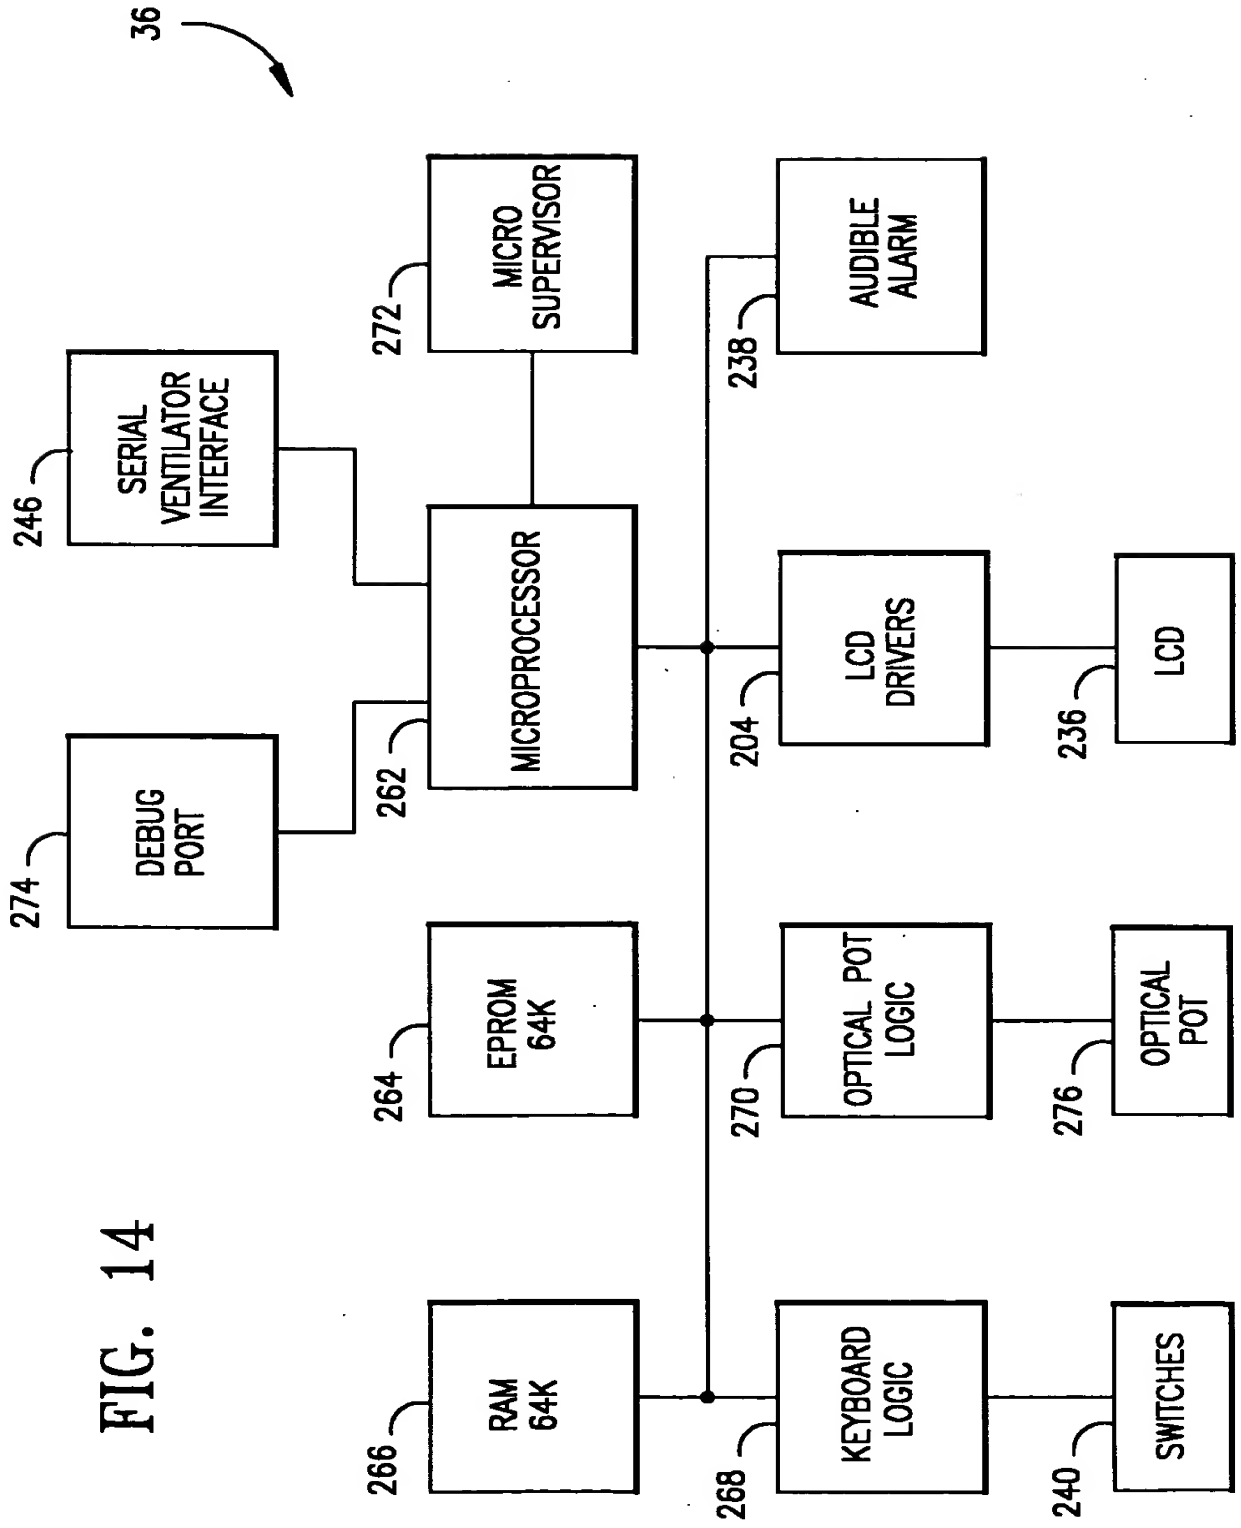 FIG. 14
36
274
DEBUG
PORT
246
SERIAL
VENTILATOR
INTERFACE
266
RAM
64K
264
EPROM
64K
262
MICROPROCESSOR
272
MICRO
SUPERVISOR
268
KEYBOARD
LOGIC
270
OPTICAL POT
LOGIC
204
LCD
DRIVERS
238
AUDIBLE
ALARM
240
SWITCHES
276
OPTICAL
POT
236
LCD